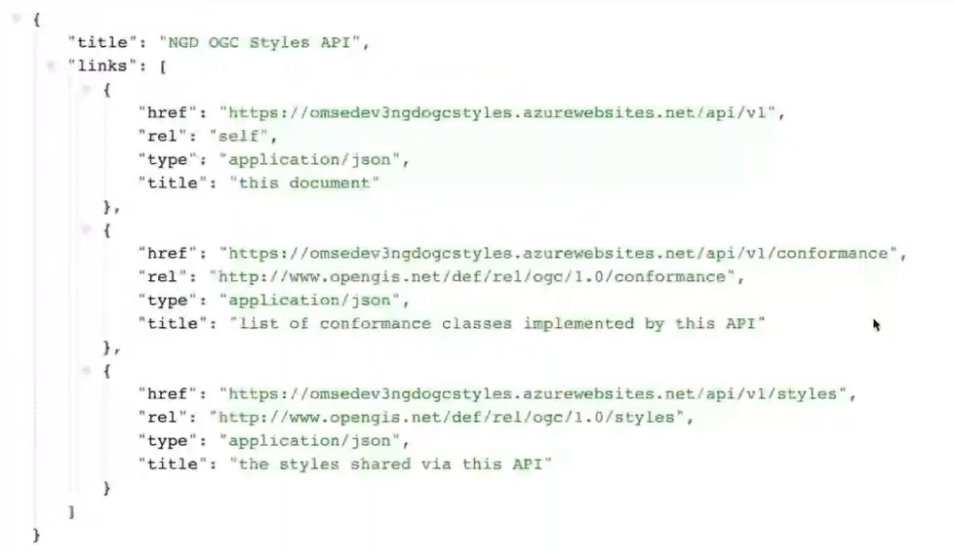 {
"title": "NGD OGC Styles API",
"links": [
{
"href": "https://omsedev3ngdogcstyles.azurewebsites.net/api/v1",
"rel": "self",
"type": "application/json",
"title": "this document"
},
{
"href": "https://omsedev3ngdogcstyles.azurewebsites.net/api/v1/conformance",
"rel": "http://www.opengis.net/def/rel/ogc/1.0/conformance",
"type": "application/json",
"title": "List of conformance classes implemented by this API"
},
{
"href": "https://omsedev3ngdogcstyles.azurewebsites.net/api/v1/styles",
"rel": "http://www.opengis.net/def/rel/ogc/1.0/styles",
"type": "application/json",
"title": "the styles shared via this API"
}
]
}